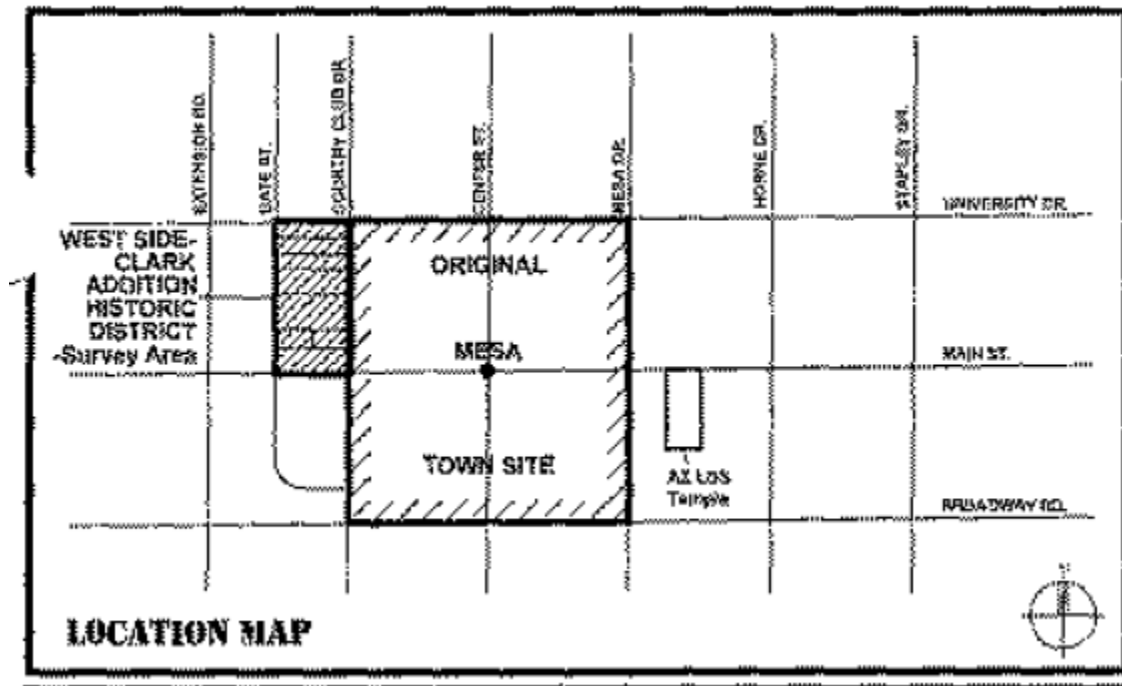 EXTENSION RD.
DATE ST.
COUNTRY CLUB DR.
CENTER ST.
MESA DR.
HORNE DR.
STAPLEY DR.
UNIVERSITY DR.
WEST SIDE-
CLARK
ADDITION
HISTORIC
DISTRICT
-Survey Area
ORIGINAL
MESA
MAIN ST.
TOWN SITE
AZ LDS
Temple
BROADWAY RD.
LOCATION MAP